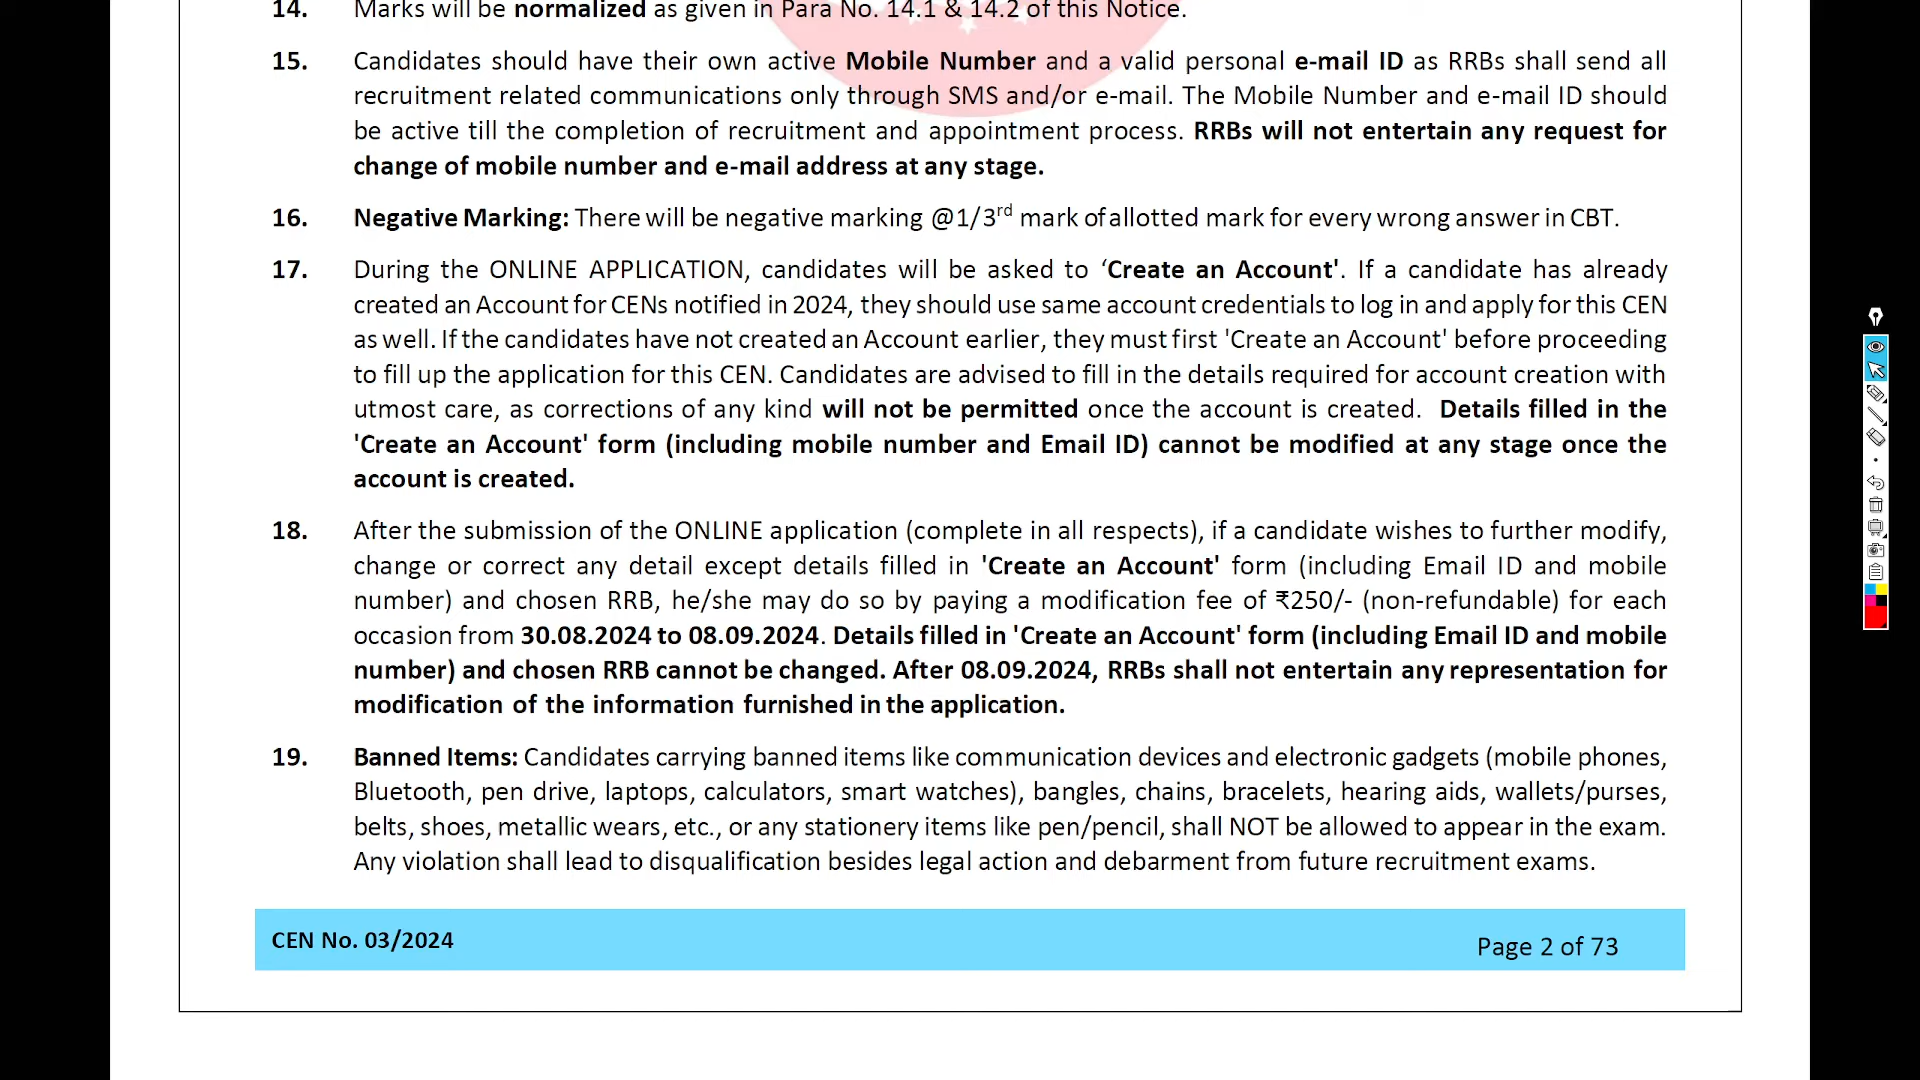 14. Marks will be normalized as given in Para No. 14.1 & 14.2 of this Notice.
15. Candidates should have their own active Mobile Number and a valid personal e-mail ID as RRBs shall send all
recruitment related communications only through SMS and/or e-mail. The Mobile Number and e-mail ID should
be active till the completion of recruitment and appointment process. RRBs will not entertain any request for
change of mobile number and e-mail address at any stage.
16. Negative Marking: There will be negative marking @1/3rd mark of allotted mark for every wrong answer in CBT.
17. During the ONLINE APPLICATION, candidates will be asked to ‘Create an Account'. If a candidate has already
created an Account for CENs notified in 2024, they should use same account credentials to log in and apply for this CEN
as well. If the candidates have not created an Account earlier, they must first 'Create an Account' before proceeding
to fill up the application for this CEN. Candidates are advised to fill in the details required for account creation with
utmost care, as corrections of any kind will not be permitted once the account is created. Details filled in the
'Create an Account' form (including mobile number and Email ID) cannot be modified at any stage once the
account is created.
18. After the submission of the ONLINE application (complete in all respects), if a candidate wishes to further modify,
change or correct any detail except details filled in 'Create an Account' form (including Email ID and mobile
number) and chosen RRB, he/she may do so by paying a modification fee of ₹250/- (non-refundable) for each
occasion from 30.08.2024 to 08.09.2024. Details filled in 'Create an Account' form (including Email ID and mobile
number) and chosen RRB cannot be changed. After 08.09.2024, RRBs shall not entertain any representation for
modification of the information furnished in the application.
19. Banned Items: Candidates carrying banned items like communication devices and electronic gadgets (mobile phones,
Bluetooth, pen drive, laptops, calculators, smart watches), bangles, chains, bracelets, hearing aids, wallets/purses,
belts, shoes, metallic wears, etc., or any stationery items like pen/pencil, shall NOT be allowed to appear in the exam.
Any violation shall lead to disqualification besides legal action and debarment from future recruitment exams.
CEN No. 03/2024
Page 2 of 73